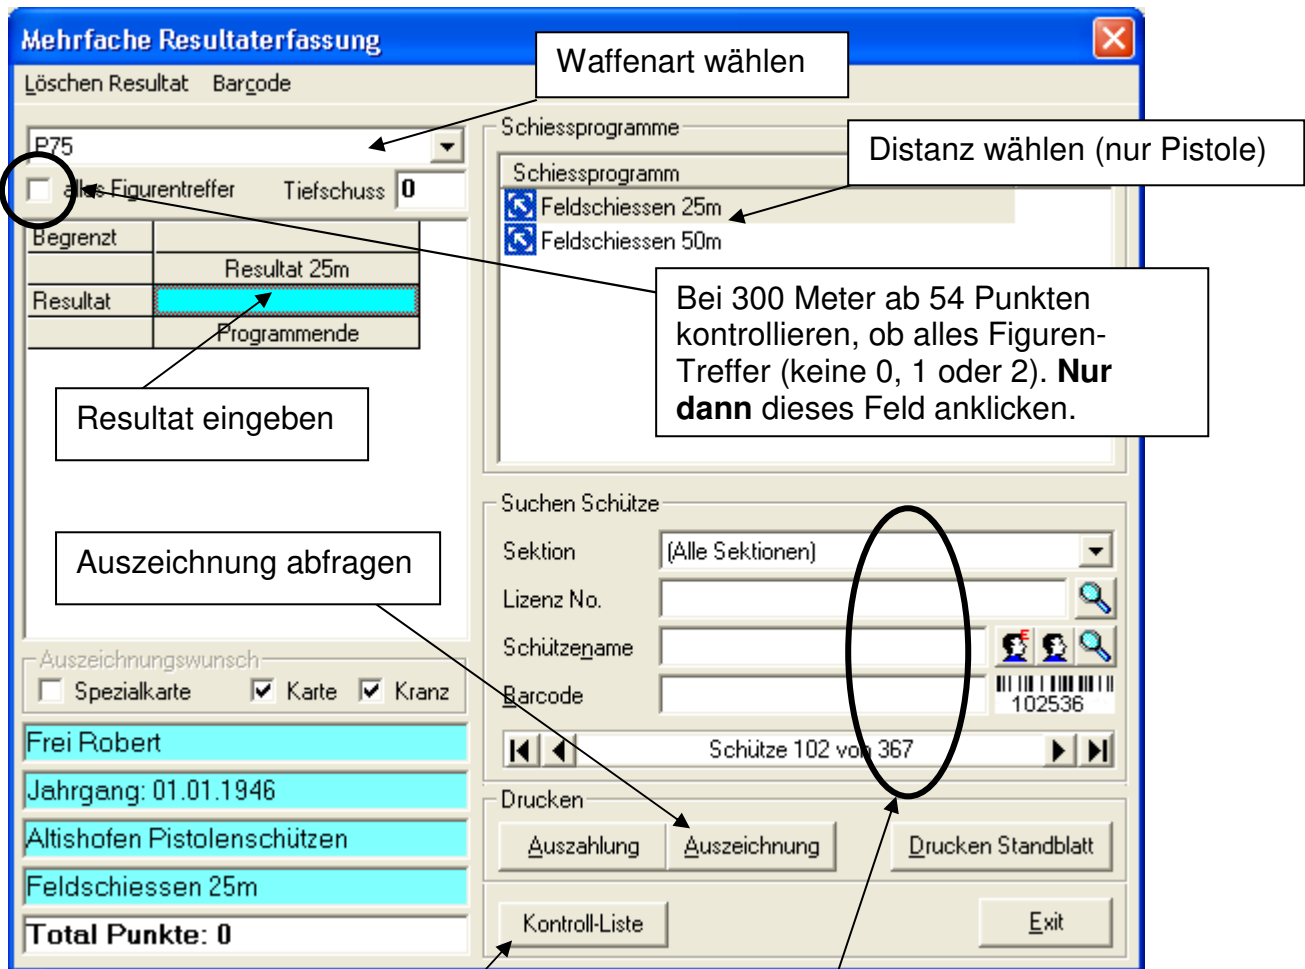 Mehrfache Resultaterfassung
Waffenart wählen
Löschen Resultat Barcode
P75
alles Figurentreffer Tiefschuss 0
Begrenzt
Resultat 25m
Resultat
Programmende
Resultat eingeben
Auszeichnung abfragen
Auszeichnungswunsch
Spezialkarte Karte Kranz
Frei Robert
Jahrgang: 01.01.1946
Altishofen Pistolenschützen
Feldschiessen 25m
Total Punkte: 0
Schiessprogramme
Distanz wählen (nur Pistole)
Schiessprogramm
Feldschiessen 25m
Feldschiessen 50m
Bei 300 Meter ab 54 Punkten
kontrollieren, ob alles Figuren-
Treffer (keine 0, 1 oder 2). Nur
dann dieses Feld anklicken.
Suchen Schütze
Sektion (Alle Sektionen)
Lizenz No.
Schützename
E
Barcode
102536
Schütze 102 von 367
Drucken
Auszahlung Auszeichnung Drucken Standblatt
Kontroll-Liste Exit